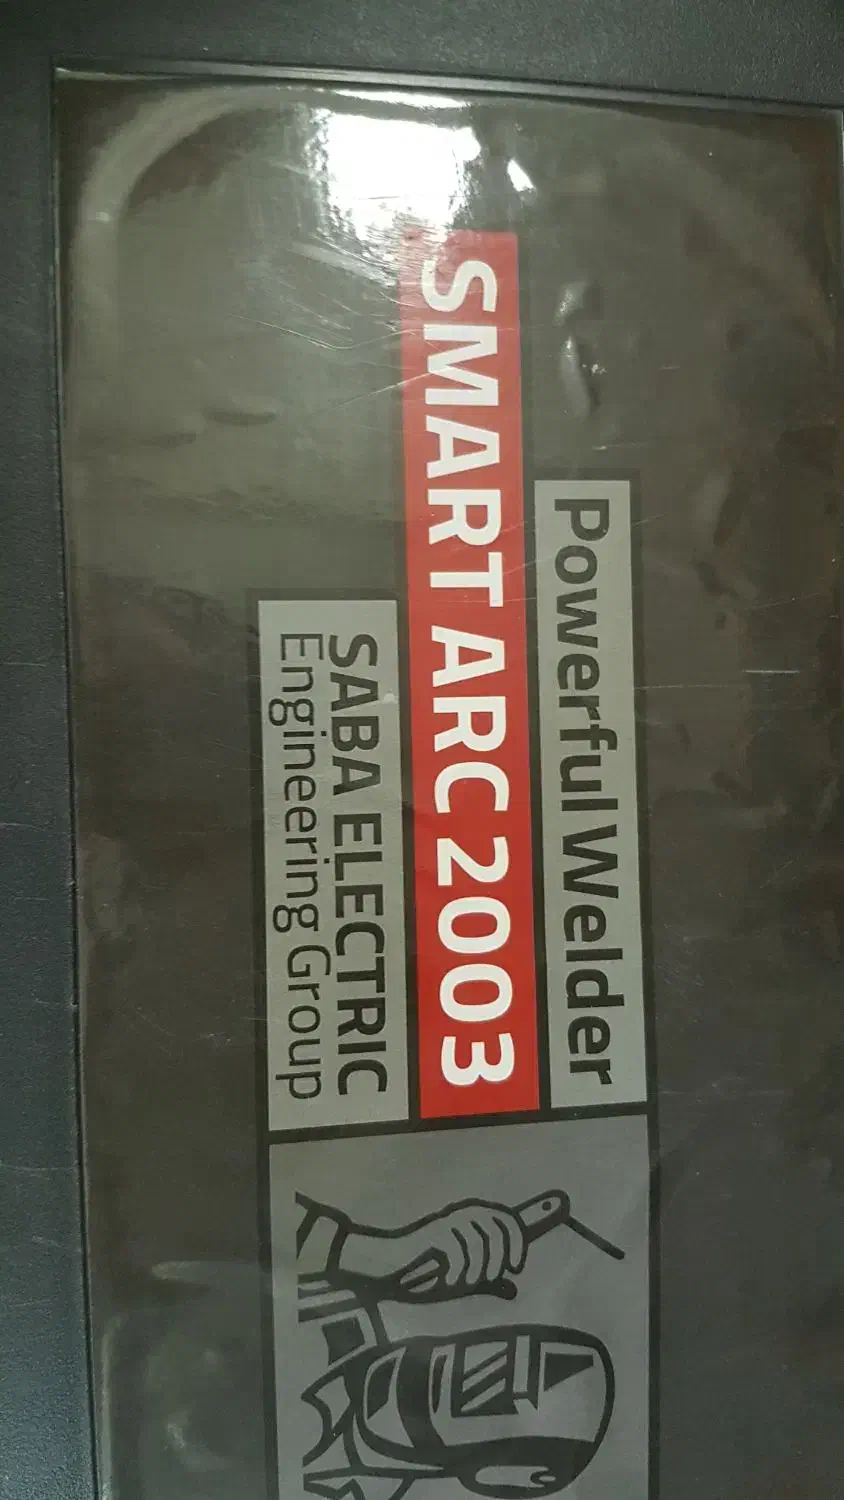 Powerful Welder
SMART ARC 2003
SABA ELECTRIC
Engineering Group